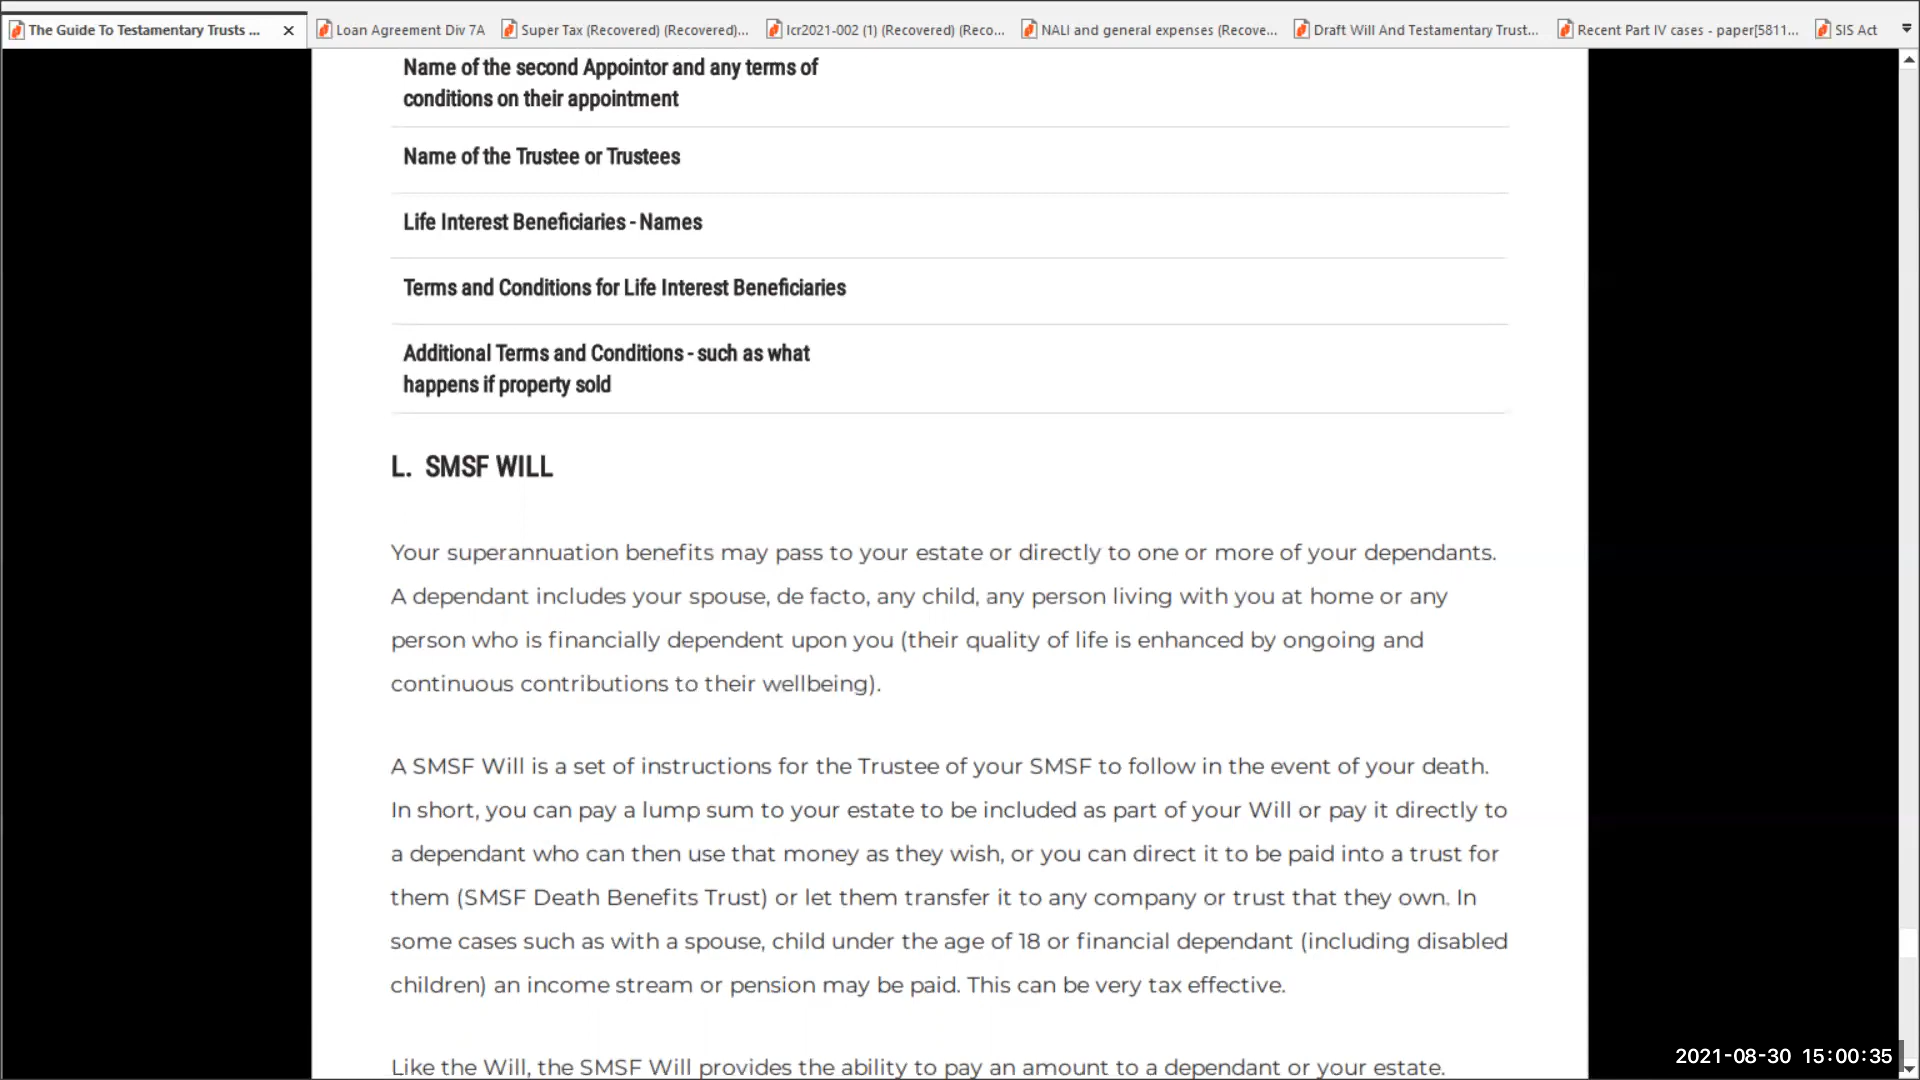 The Guide To Testamentary Trusts ...
Loan Agreement Div 7A
Super Tax (Recovered) (Recovered)...
lcr2021-002 (1) (Recovered) (Reco...
NALI and general expenses (Recove...
Draft Will And Testamentary Trust...
Recent Part IV cases - paper[5811...
SIS Act
Name of the second Appointor and any terms of
conditions on their appointment
Name of the Trustee or Trustees
Life Interest Beneficiaries - Names
Terms and Conditions for Life Interest Beneficiaries
Additional Terms and Conditions - such as what
happens if property sold
L. SMSF WILL
Your superannuation benefits may pass to your estate or directly to one or more of your dependants.
A dependant includes your spouse, de facto, any child, any person living with you at home or any
person who is financially dependent upon you (their quality of life is enhanced by ongoing and
continuous contributions to their wellbeing).
A SMSF Will is a set of instructions for the Trustee of your SMSF to follow in the event of your death.
In short, you can pay a lump sum to your estate to be included as part of your Will or pay it directly to
a dependant who can then use that money as they wish, or you can direct it to be paid into a trust for
them (SMSF Death Benefits Trust) or let them transfer it to any company or trust that they own. In
some cases such as with a spouse, child under the age of 18 or financial dependant (including disabled
children) an income stream or pension may be paid. This can be very tax effective.
Like the Will, the SMSF Will provides the ability to pay an amount to a dependant or your estate.
2021-08-30 15:00:35